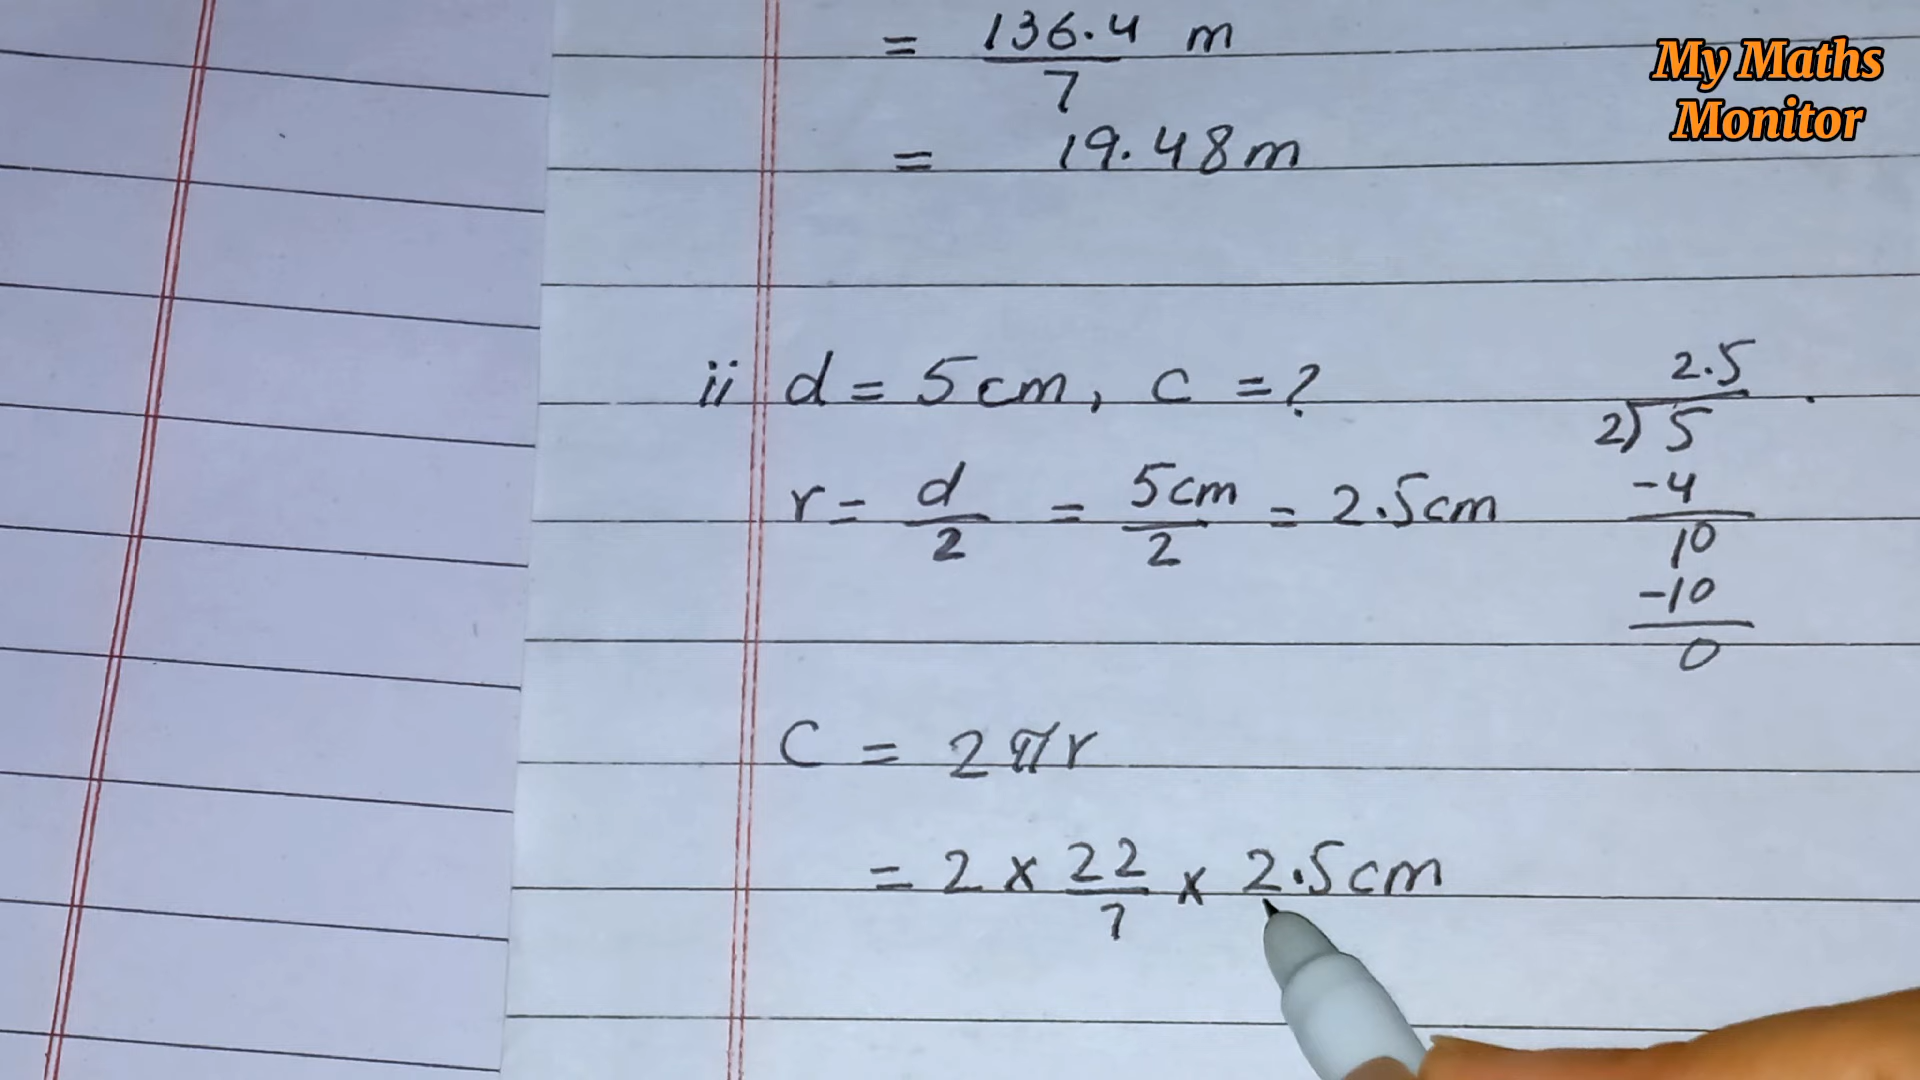 = 136.4/7 m
= 19.48m
My Maths
Monitor
ii d = 5cm, c = ?
r = d/2 = 5cm/2 = 2.5cm
2.5
2) 5
-4
10
-10
0
C = 2πr
= 2 × 22/7 × 2.5cm